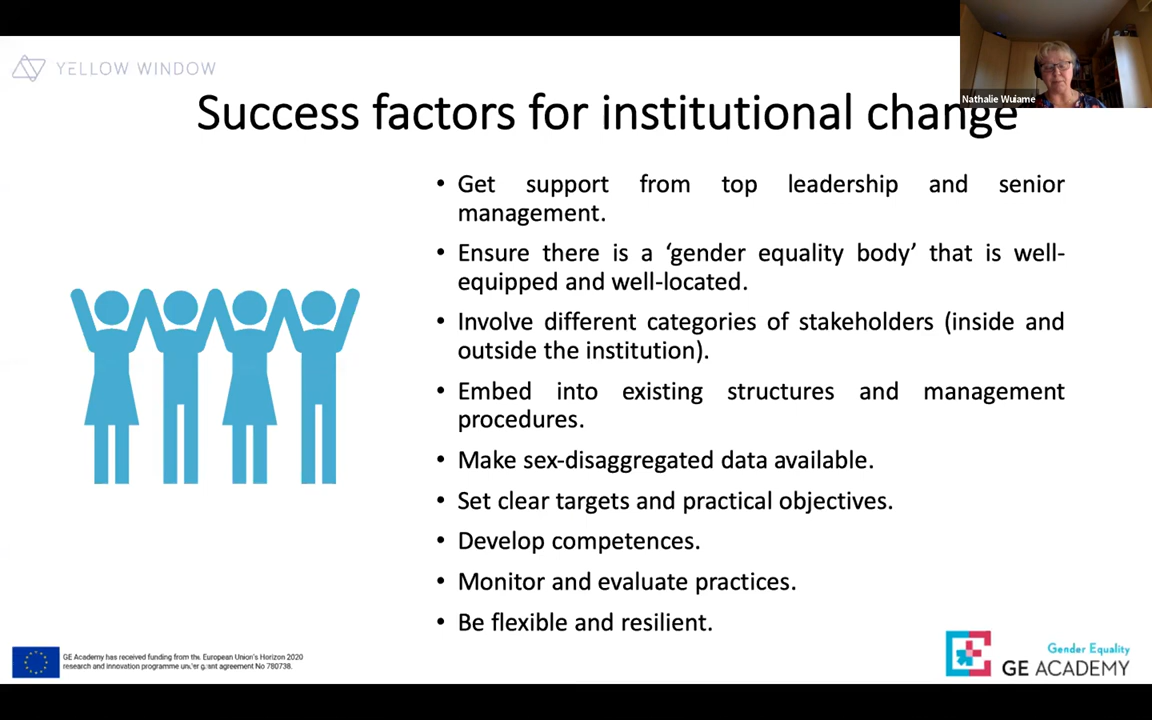 YELLOW WINDOW
Nathalie Wuiame
Success factors for institutional change
• Get support from top leadership and senior
management.
• Ensure there is a ‘gender equality body’ that is well-
equipped and well-located.
• Involve different categories of stakeholders (inside and
outside the institution).
• Embed into existing structures and management
procedures.
• Make sex-disaggregated data available.
• Set clear targets and practical objectives.
• Develop competences.
• Monitor and evaluate practices.
• Be flexible and resilient.
GE Academy has received funding from the European Union's Horizon 2020
research and innovation programme under grant agreement No 780738.
Gender Equality
GE ACADEMY